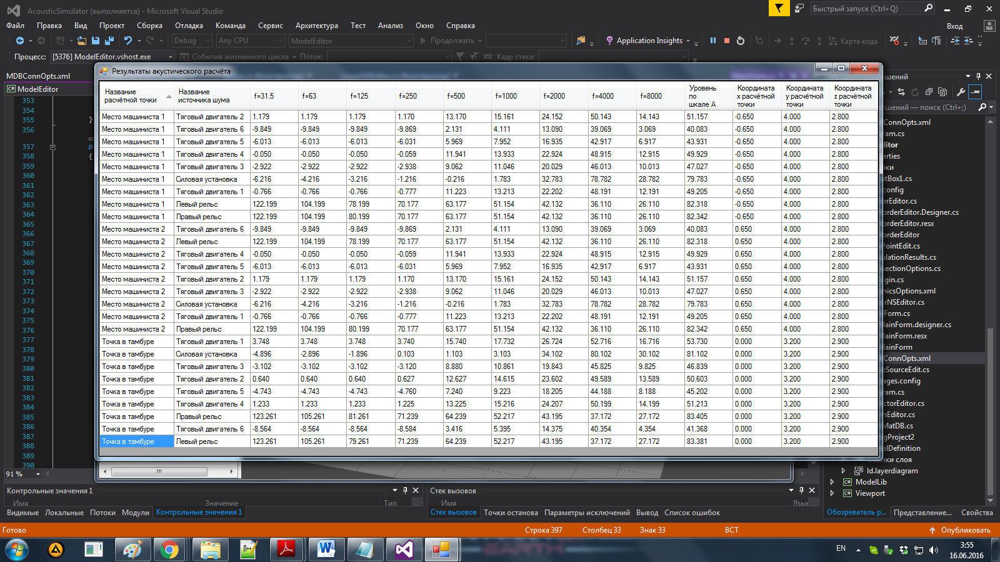 AcousticSimulator (выполняется) - Microsoft Visual Studio
Быстрый запуск (Ctrl+Q)
Файл Правка Вид Проект Сборка Отладка Команда Сервис Архитектура Тест Анализ Окно Справка
Вход
Debug Any CPU ModelEditor Продолжить Application Insights Карта кода
Процесс: [5376] ModelEditor.vshost.exe События жизненного цикла Поток: Кадр стека:
MDBConnOpts.xml
ModelEditor
Результаты акустического расчёта
Название расчётной точки Название источника шума f=31.5 f=63 f=125 f=250 f=500 f=1000 f=2000 f=4000 f=8000 Уровень по шкале A Координата x расчётной точки Координата y расчётной точки Координата z расчётной точки
Место машиниста 1 Тяговый двигатель 2 1.179 1.179 1.179 1.170 13.170 15.161 24.152 50.143 14.143 51.157 -0.650 4.000 2.800
Место машиниста 1 Тяговый двигатель 6 -9.849 -9.849 -9.849 -9.869 2.131 4.111 13.090 39.069 3.069 40.083 -0.650 4.000 2.800
Место машиниста 1 Тяговый двигатель 5 -6.013 -6.013 -6.013 -6.031 5.969 7.952 16.935 42.917 6.917 43.931 -0.650 4.000 2.800
Место машиниста 1 Тяговый двигатель 4 -0.050 -0.050 -0.050 -0.059 11.941 13.933 22.924 48.915 12.915 49.929 -0.650 4.000 2.800
Место машиниста 1 Тяговый двигатель 3 -2.922 -2.922 -2.922 -2.938 9.062 11.046 20.029 46.013 10.013 47.027 -0.650 4.000 2.800
Место машиниста 1 Силовая установка -6.216 -4.216 -3.216 -1.216 -0.216 1.783 32.783 78.782 28.782 79.783 -0.650 4.000 2.800
Место машиниста 1 Тяговый двигатель 1 -0.766 -0.766 -0.766 -0.777 11.223 13.213 22.202 48.191 12.191 49.205 -0.650 4.000 2.800
Место машиниста 1 Левый рельс 122.199 104.199 78.199 70.177 63.177 51.154 42.132 36.110 26.110 82.318 -0.650 4.000 2.800
Место машиниста 1 Правый рельс 122.199 104.199 80.199 70.177 63.177 51.154 42.132 36.110 26.110 82.342 -0.650 4.000 2.800
Место машиниста 2 Тяговый двигатель 6 -9.849 -9.849 -9.849 -9.869 2.131 4.111 13.090 39.069 3.069 40.083 0.650 4.000 2.800
Место машиниста 2 Левый рельс 122.199 104.199 78.199 70.177 63.177 51.154 42.132 36.110 26.110 82.318 0.650 4.000 2.800
Место машиниста 2 Тяговый двигатель 4 -0.050 -0.050 -0.050 -0.059 11.941 13.933 22.924 48.915 12.915 49.929 0.650 4.000 2.800
Место машиниста 2 Тяговый двигатель 5 -6.013 -6.013 -6.013 -6.031 5.969 7.952 16.935 42.917 6.917 43.931 0.650 4.000 2.800
Место машиниста 2 Тяговый двигатель 2 1.179 1.179 1.179 1.170 13.170 15.161 24.152 50.143 14.143 51.157 0.650 4.000 2.800
Место машиниста 2 Тяговый двигатель 3 -2.922 -2.922 -2.922 -2.938 9.062 11.046 20.029 46.013 10.013 47.027 0.650 4.000 2.800
Место машиниста 2 Силовая установка -6.216 -4.216 -3.216 -1.216 -0.216 1.783 32.783 78.782 28.782 79.783 0.650 4.000 2.800
Место машиниста 2 Тяговый двигатель 1 -0.766 -0.766 -0.766 -0.777 11.223 13.213 22.202 48.191 12.191 49.205 0.650 4.000 2.800
Место машиниста 2 Правый рельс 122.199 104.199 80.199 70.177 63.177 51.154 42.132 36.110 26.110 82.342 0.650 4.000 2.800
Точка в тамбуре Тяговый двигатель 1 3.748 3.748 3.748 3.740 15.740 17.732 26.724 52.716 16.716 53.730 0.000 3.200 2.900
Точка в тамбуре Силовая установка -4.896 -2.896 -1.896 0.103 1.103 3.103 34.102 80.102 30.102 81.102 0.000 3.200 2.900
Точка в тамбуре Тяговый двигатель 3 -3.102 -3.102 -3.102 -3.120 8.880 10.861 19.843 45.825 9.825 46.839 0.000 3.200 2.900
Точка в тамбуре Тяговый двигатель 2 0.640 0.640 0.640 0.627 12.627 14.615 23.602 49.589 13.589 50.603 0.000 3.200 2.900
Точка в тамбуре Тяговый двигатель 5 -4.743 -4.743 -4.743 -4.760 7.240 9.223 18.205 44.188 8.188 45.202 0.000 3.200 2.900
Точка в тамбуре Тяговый двигатель 4 1.233 1.233 1.233 1.225 13.225 15.216 24.207 50.199 14.199 51.213 0.000 3.200 2.900
Точка в тамбуре Правый рельс 123.261 105.261 81.261 71.239 64.239 52.217 43.195 37.172 27.172 83.405 0.000 3.200 2.900
Точка в тамбуре Тяговый двигатель 6 -8.564 -8.564 -8.564 -8.584 3.416 5.395 14.375 40.354 4.354 41.368 0.000 3.200 2.900
Точка в тамбуре Левый рельс 123.261 105.261 79.261 71.239 64.239 52.217 43.195 37.172 27.172 83.381 0.000 3.200 2.900
353
354
355 }
356
357
358 {
359
360
361
362
363
364
365
366
367
368
369
370
371
372
373
374
375
376
377
378
379
380
381
382
383
384
385
386
387
388
389
390
91 %
ешений
ешений — поиск (Ctrl+;)
ConnOpts.xml
ram.cs
ditor
erties
лки
utBox1.cs
config
erEditor.cs
orderEditor.Designer.cs
orderEditor.resx
orderEditor
PointEdit.cs
ulationResults.cs
nectionOptions.cs
ogin.cs
hicsOptions.xml
rNSEditor.cs
Form.cs
lainForm.designer.cs
lainForm.resx
lainForm
ConnOpts.xml
eSourceEdit.cs
ages.config
ram.cs
ctorEditor.cs
nEditor.cs
MatDB.cs
gProject2
elDefinition
ылки слоя
ld.layerdiagram
ModelLib
Viewport
Контрольные значения 1
Имя Значение Тип
Видимые Локальные Потоки Модули Контрольные значения 1
Стек вызовов
Имя Язык
Стек вызовов Точки останова Параметры исключений Вывод Список ошибок
Обозреватель р... Представление... Свойства
Готово Строка 397 Столбец 33 Знак 33 ВСТ Опубликовать
EN
3:55
16.06.2016